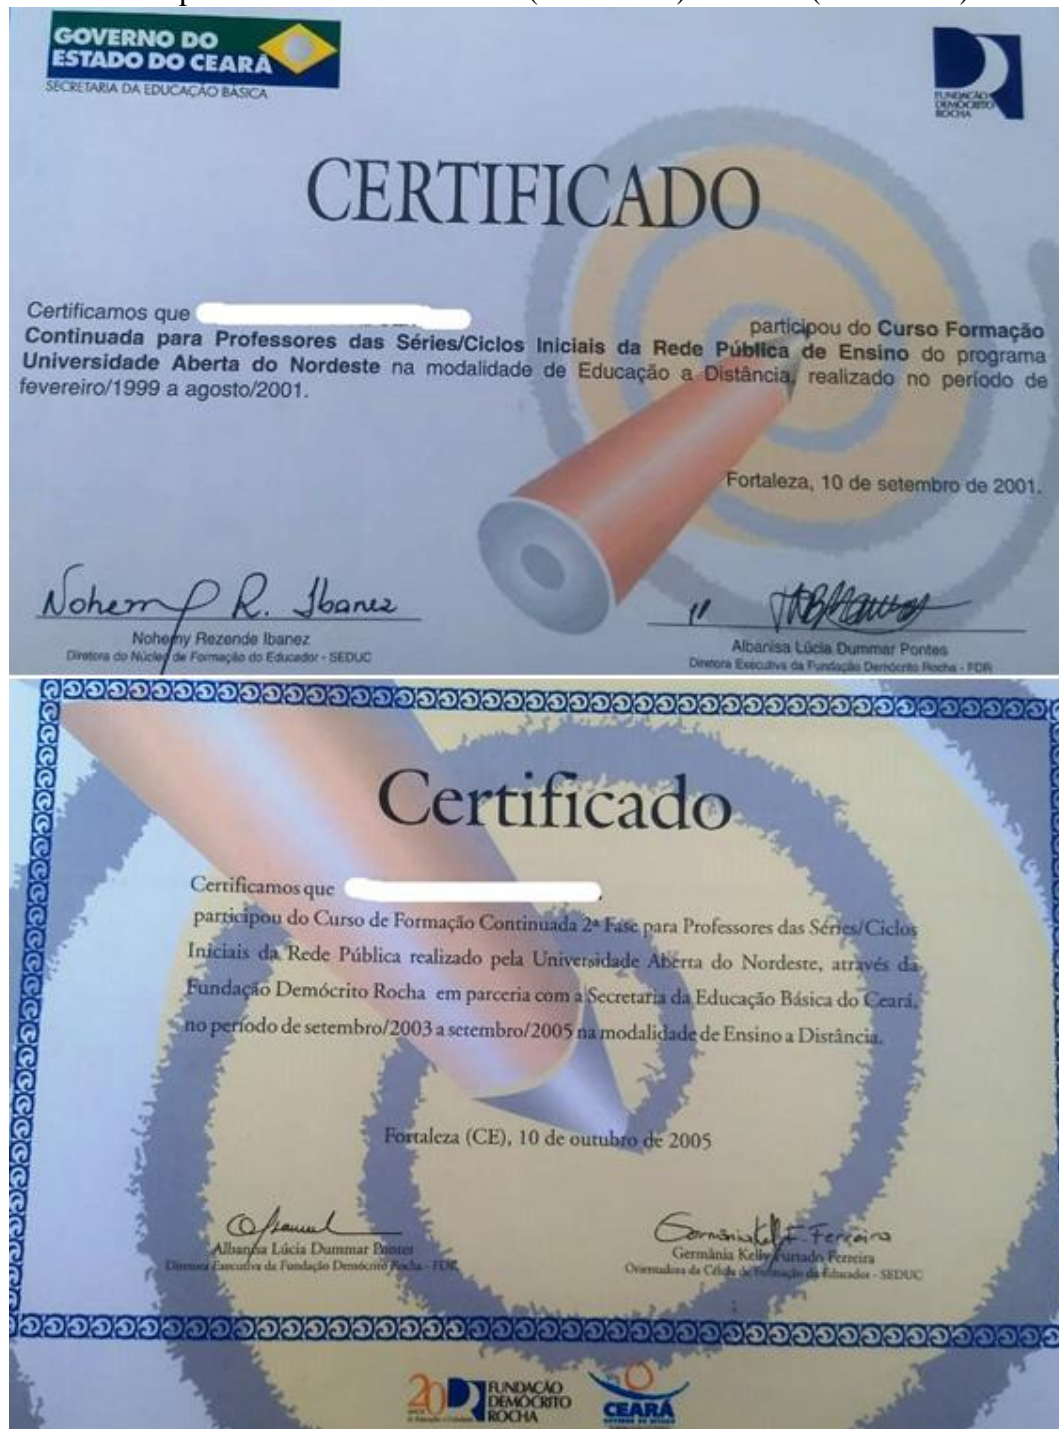 GOVERNO DO
ESTADO DO CEARÁ
SECRETARIA DA EDUCAÇÃO BÁSICA
FUNDAÇÃO
DEMÓCRITO
ROCHA
CERTIFICADO
Certificamos que participou do Curso Formação
Continuada para Professores das Séries/Ciclos Iniciais da Rede Pública de Ensino do programa
Universidade Aberta do Nordeste na modalidade de Educação a Distância, realizado no período de
fevereiro/1999 a agosto/2001.
Fortaleza, 10 de setembro de 2001.
Nohemy R. Ibanez
Nohemy Rezende Ibanez
Diretora do Núcleo de Formação do Educador - SEDUC
Albanisa Lúcia Dummar Pontes
Diretora Executiva da Fundação Demócrito Rocha - FDR
Certificado
Certificamos que ,
participou do Curso de Formação Continuada 2ª Fase para Professores das Séries/Ciclos
Iniciais da Rede Pública realizado pela Universidade Aberta do Nordeste, através da
Fundação Demócrito Rocha em parceria com a Secretaria da Educação Básica do Ceará,
no período de setembro/2003 a setembro/2005 na modalidade de Ensino a Distância.
Fortaleza (CE), 10 de outubro de 2005
Albanisa Lúcia Dummar Pontes
Diretora Executiva da Fundação Demócrito Rocha - FDR
Germânia Kelly F. Ferreira
Germânia Kelly Furtado Ferreira
Orientadora da Célula de Formação do Educador - SEDUC
20
FUNDAÇÃO
DEMÓCRITO
ROCHA
CEARÁ